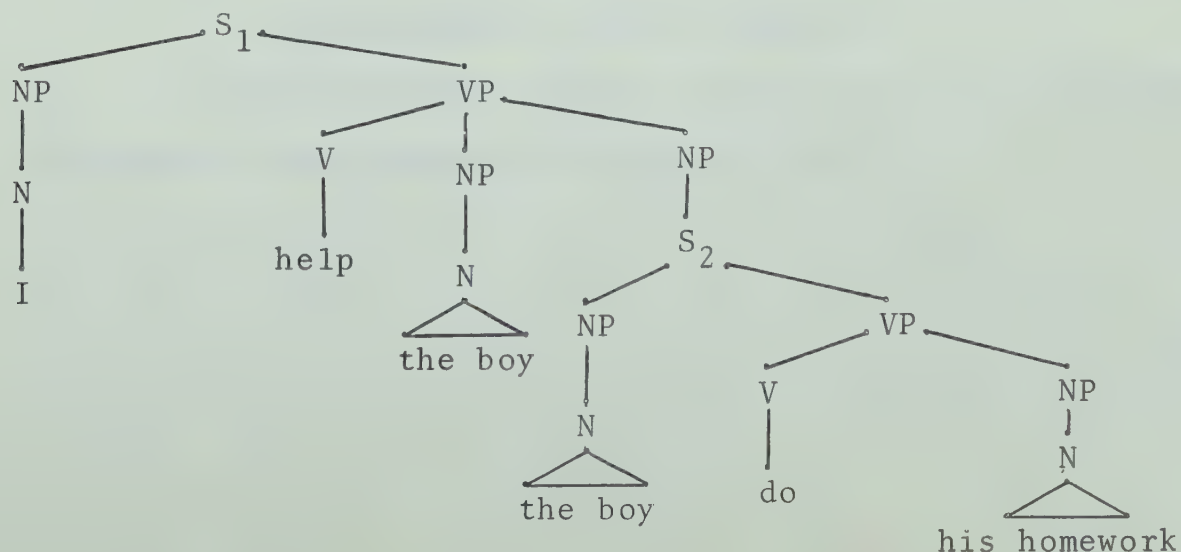 S1
NP VP
V NP NP
N
help N S2
I NP VP
the boy
V NP
N N
the boy do
his homework